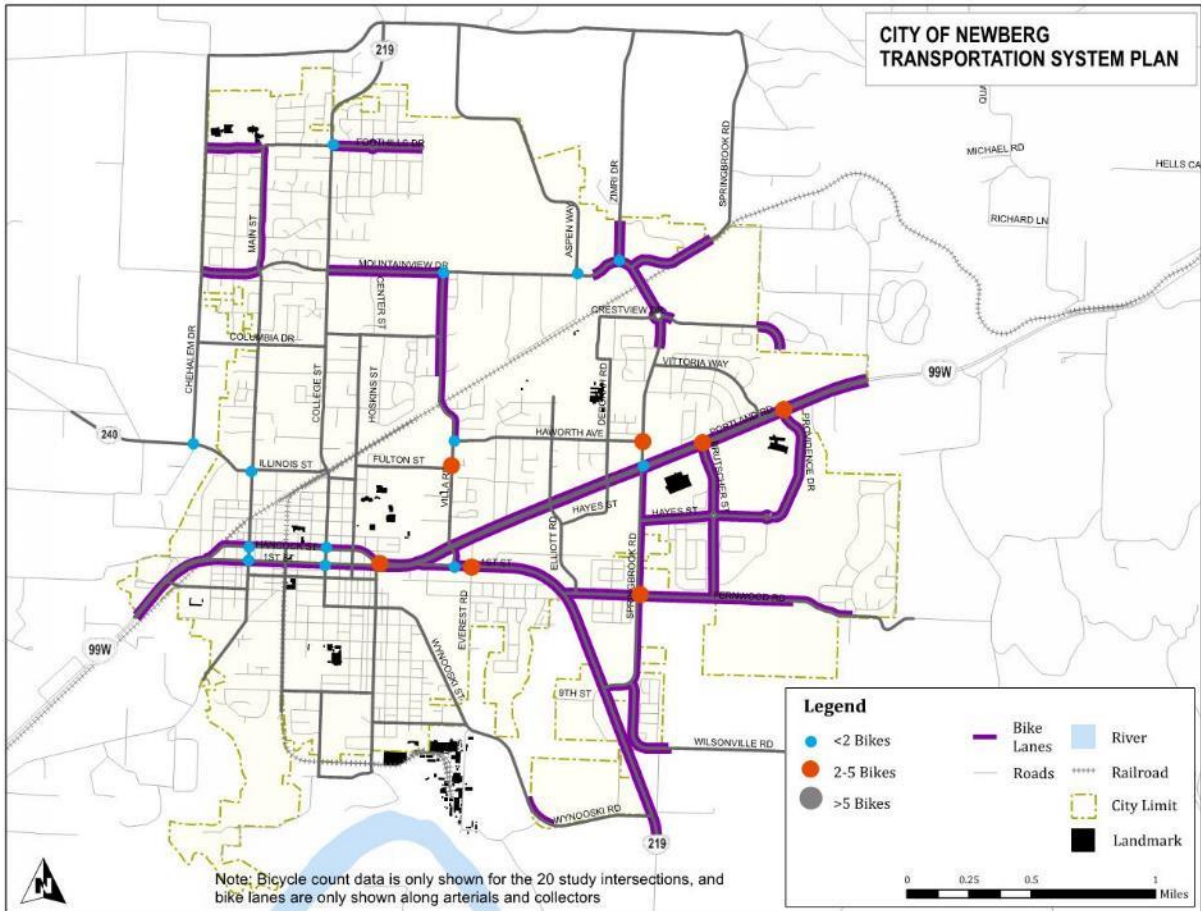 CITY OF NEWBERG
TRANSPORTATION SYSTEM PLAN
219
FOOTHILLS DR
MAIN ST
MOUNTAINVIEW DR
CENTER ST
ASPEN WAY
ZIMRI DR
SPRINGBROOK RD
MICHAEL RD
HELLS CA
RICHARD LN
CHEHALEM DR
COLUMBIA DR
COLLEGE ST
HOSKINS ST
CRESTVIEW
VITTORIA WAY
99W
240
ILLINOIS ST
FULTON ST
HAWORTH AVE
PORTLAND RD
PROVIDENCE DR
HAYES ST
HAYES ST
HANCOCK ST
1ST ST
1ST ST
ELLIOTT RD
SPRINGBROOK RD
EVEREST RD
WYNOOSKI ST
99W
9TH ST
WILSONVILLE RD
WYNOOSKI RD
219
Legend
<2 Bikes
2-5 Bikes
>5 Bikes
Bike
Lanes
Roads
River
Railroad
City Limit
Landmark
0 0.25 0.5 1
Miles
N
Note: Bicycle count data is only shown for the 20 study intersections, and
bike lanes are only shown along arterials and collectors